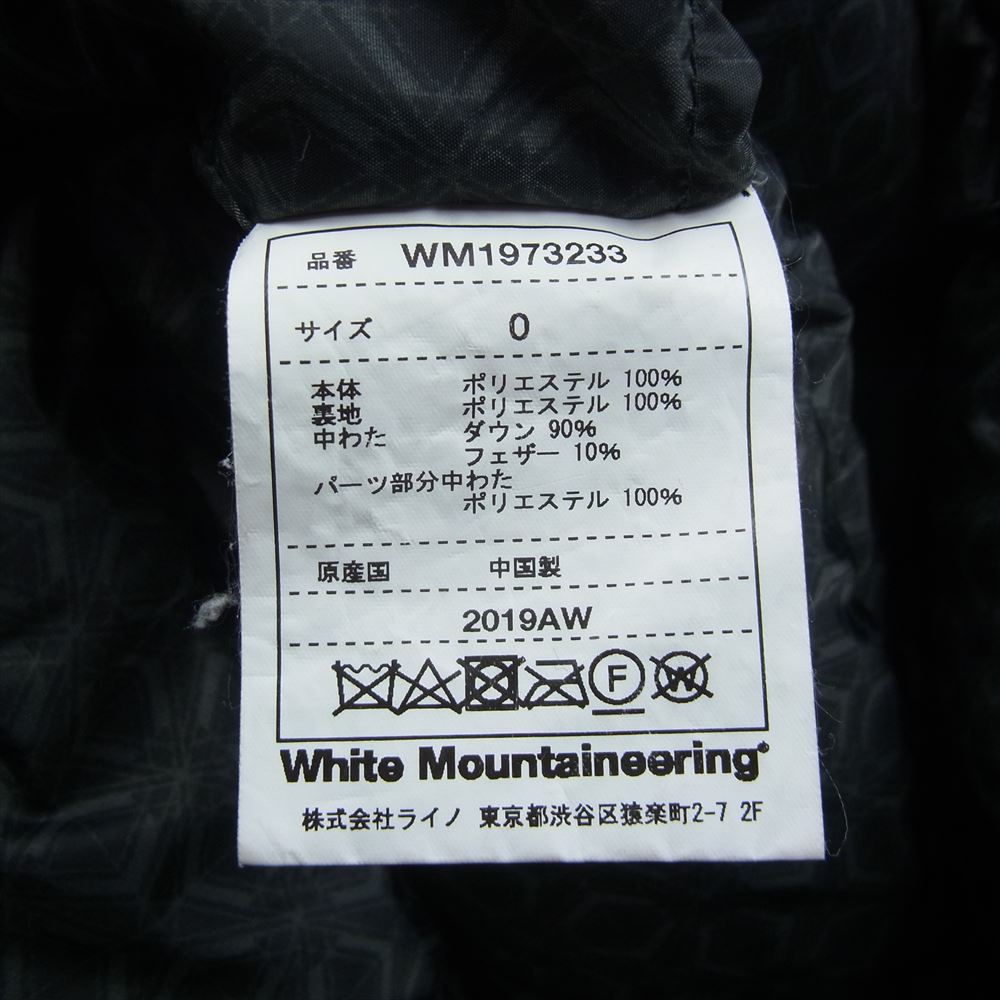 品番 WM1973233
サイズ 0
本体 ポリエステル 100%
裏地 ポリエステル 100%
中わた ダウン 90%
フェザー 10%
パーツ部分中わた
ポリエステル 100%
原産国 中国製
2019AW
F W
White Mountaineering®
株式会社ライノ 東京都渋谷区猿楽町2-7 2F